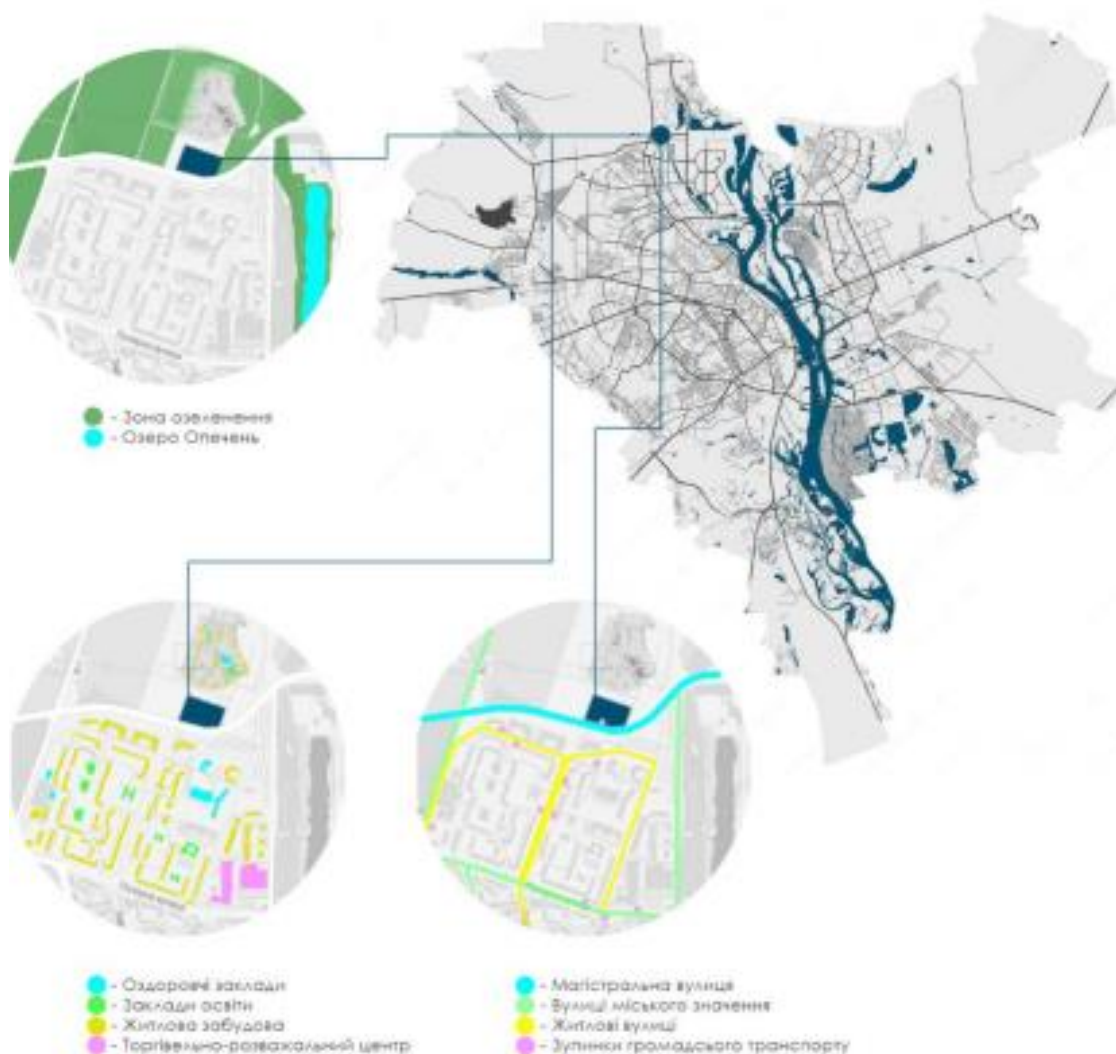 - Зона озеленення
- Озеро Опечень
- Оздоровчі заклади
- Заклади освіти
- Житлова забудова
- Торгівельно-розважальний центр
- Магістральна вулиця
- Вулиці міського значення
- Житлові вулиці
- Зупинки громадсього транспорту